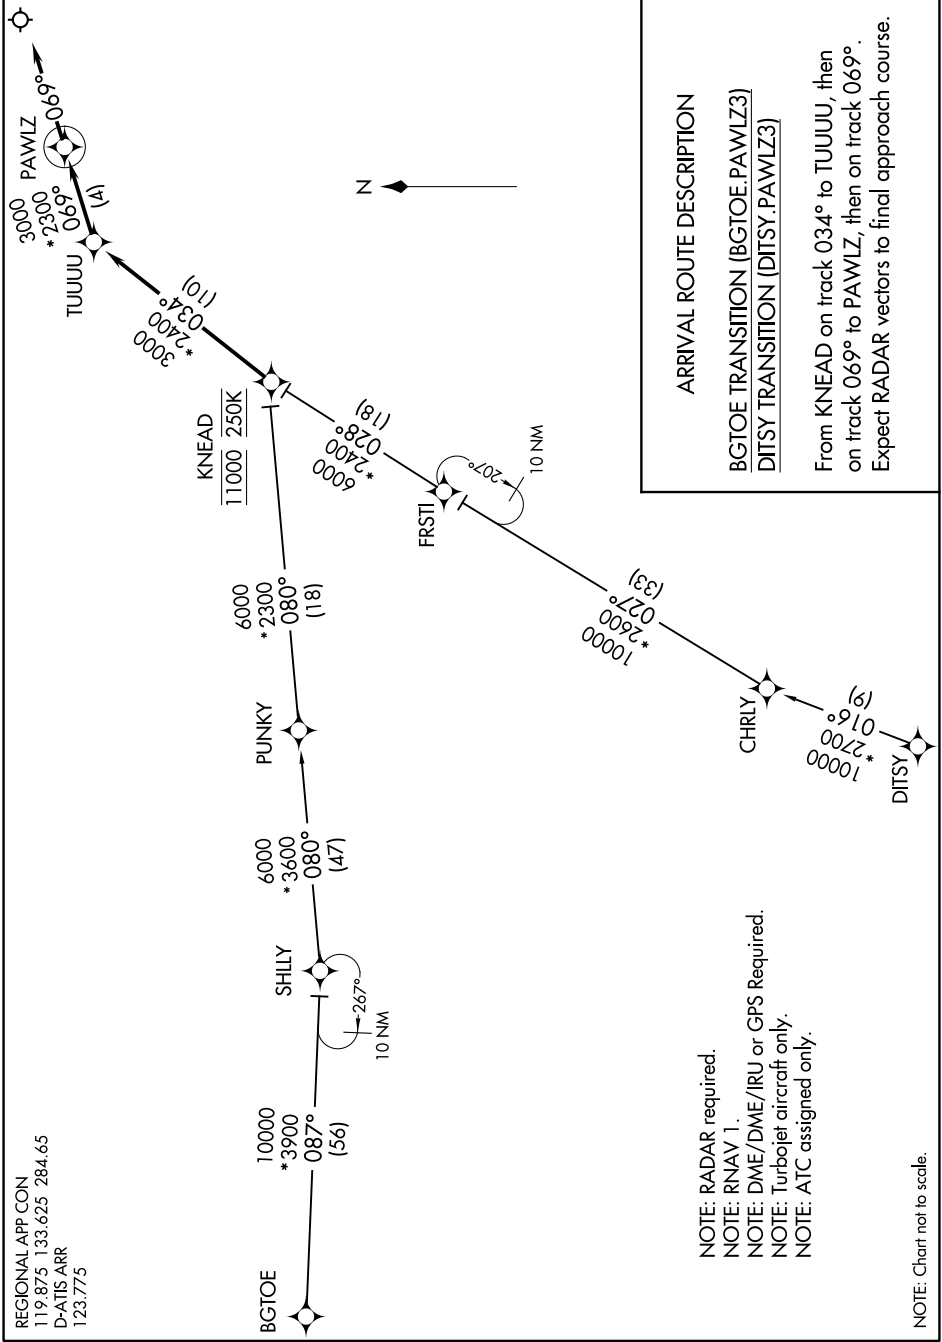 REGIONAL APP CON
119.875 133.625 284.65
D-ATIS ARR
123.775
BGTOE
10000
*3900
087°
(56)
SHLLY
267°
10 NM
6000
*3600
080°
(47)
PUNKY
6000
*2300
080°
(18)
KNEAD
11000 250K
3000
*2400
034°
(10)
TUUUU
3000
*2300
069°
(4)
PAWLZ
069°
N
6000
*2400
028°
(18)
FRSTI
207°
10 NM
10000
*2600
027°
(33)
CHRLY
10000
*2700
016°
(9)
DITSY
NOTE: RADAR required.
NOTE: RNAV 1.
NOTE: DME/DME/IRU or GPS Required.
NOTE: Turbojet aircraft only.
NOTE: ATC assigned only.
NOTE: Chart not to scale.
ARRIVAL ROUTE DESCRIPTION
BGTOE TRANSITION (BGTOE.PAWLZ3)
DITSY TRANSITION (DITSY.PAWLZ3)
From KNEAD on track 034° to TUUUU, then
on track 069° to PAWLZ, then on track 069°.
Expect RADAR vectors to final approach course.